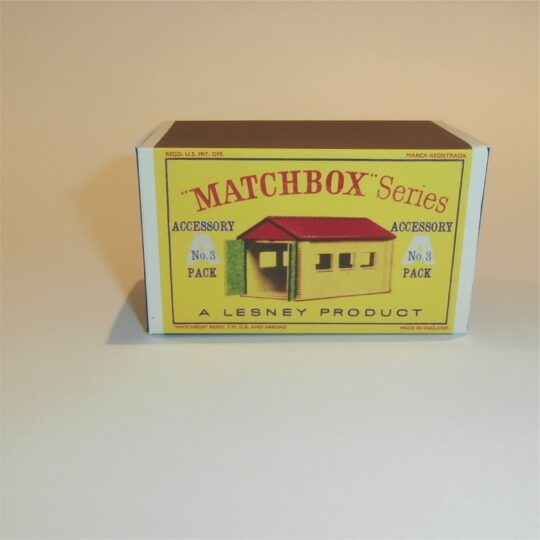 REGD. U.S. PAT. OFF. MARCA REGISTRADA
"MATCHBOX" Series
ACCESSORY ACCESSORY
A A
No. 3 No. 3
PACK PACK
A LESNEY PRODUCT
"MATCHBOX" REGD. T.M. G.B. AND ABROAD MADE IN ENGLAND